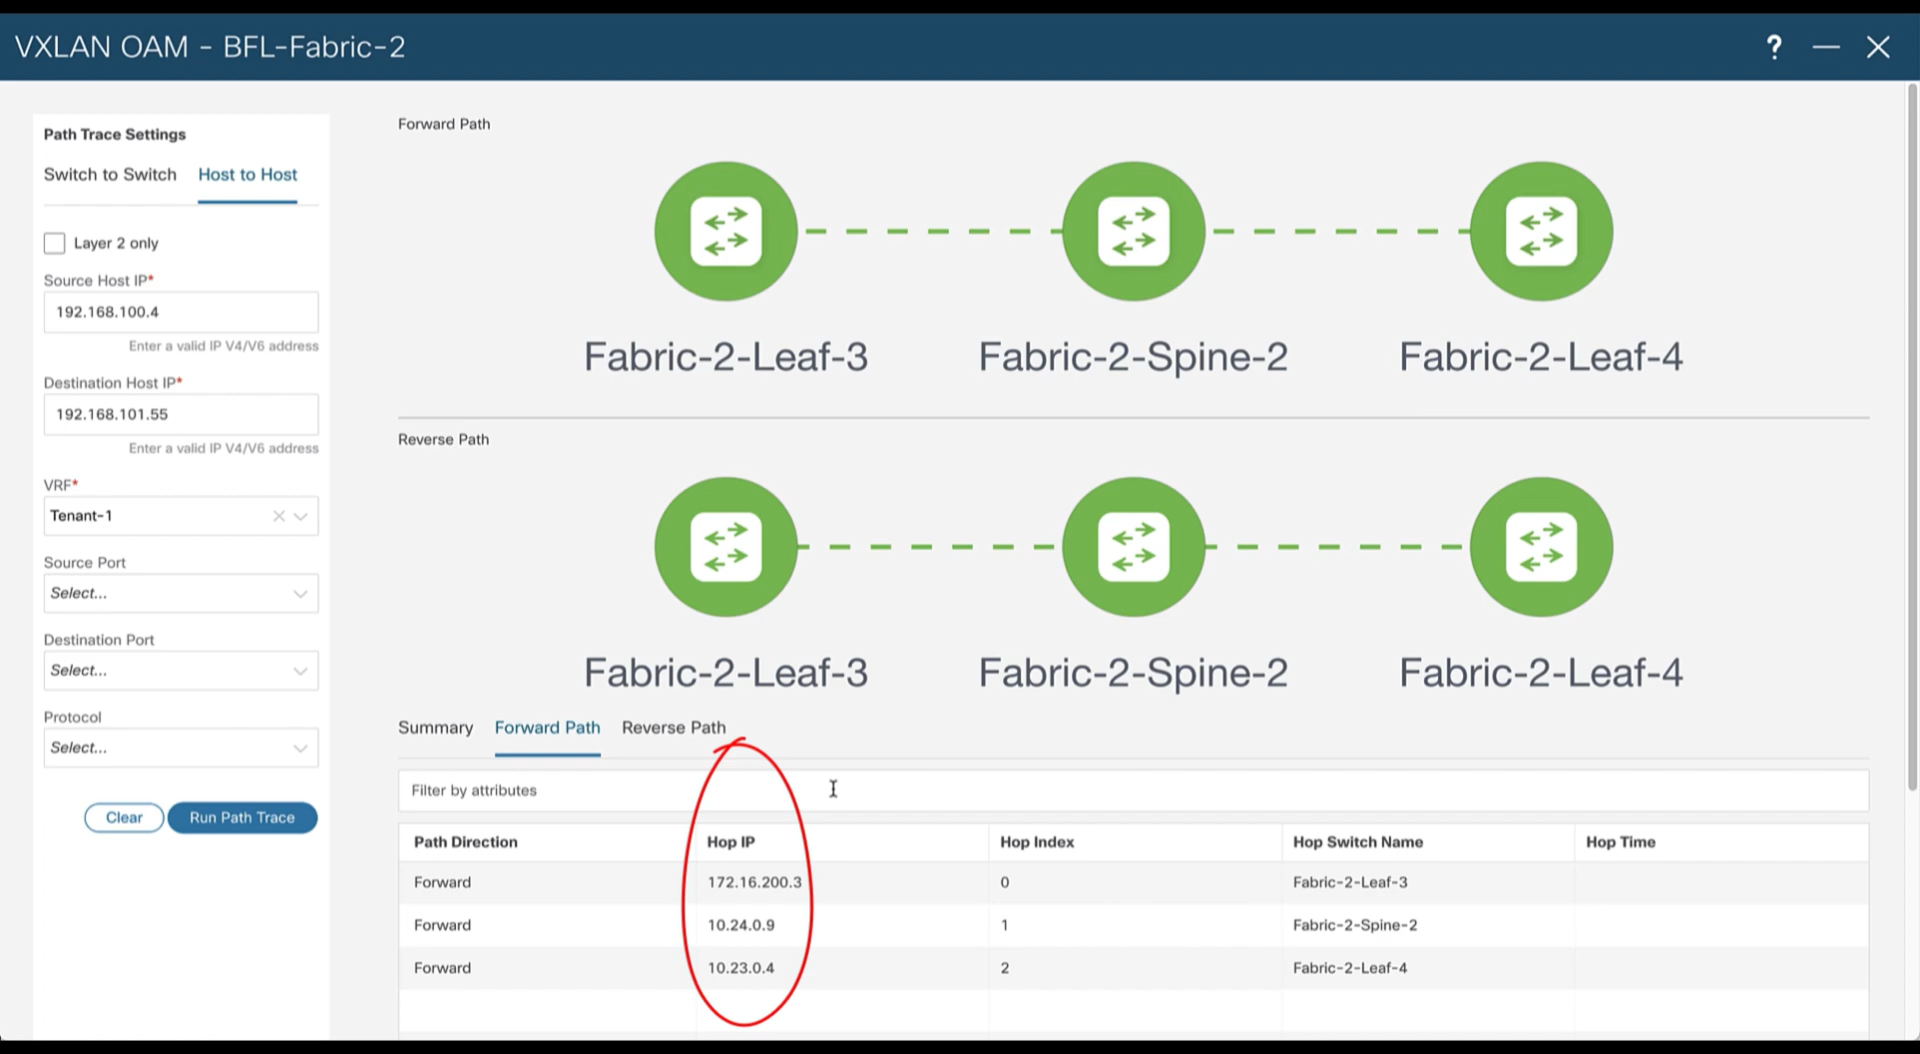 VXLAN OAM - BFL-Fabric-2
?
Path Trace Settings
Switch to Switch Host to Host
Layer 2 only
Source Host IP*
192.168.100.4
Enter a valid IP V4/V6 address
Destination Host IP*
192.168.101.55
Enter a valid IP V4/V6 address
VRF*
Tenant-1
Source Port
Select...
Destination Port
Select...
Protocol
Select...
Clear Run Path Trace
Forward Path
Fabric-2-Leaf-3 Fabric-2-Spine-2 Fabric-2-Leaf-4
Reverse Path
Fabric-2-Leaf-3 Fabric-2-Spine-2 Fabric-2-Leaf-4
Summary Forward Path Reverse Path
Filter by attributes
Path Direction Hop IP Hop Index Hop Switch Name Hop Time
Forward 172.16.200.3 0 Fabric-2-Leaf-3
Forward 10.24.0.9 1 Fabric-2-Spine-2
Forward 10.23.0.4 2 Fabric-2-Leaf-4